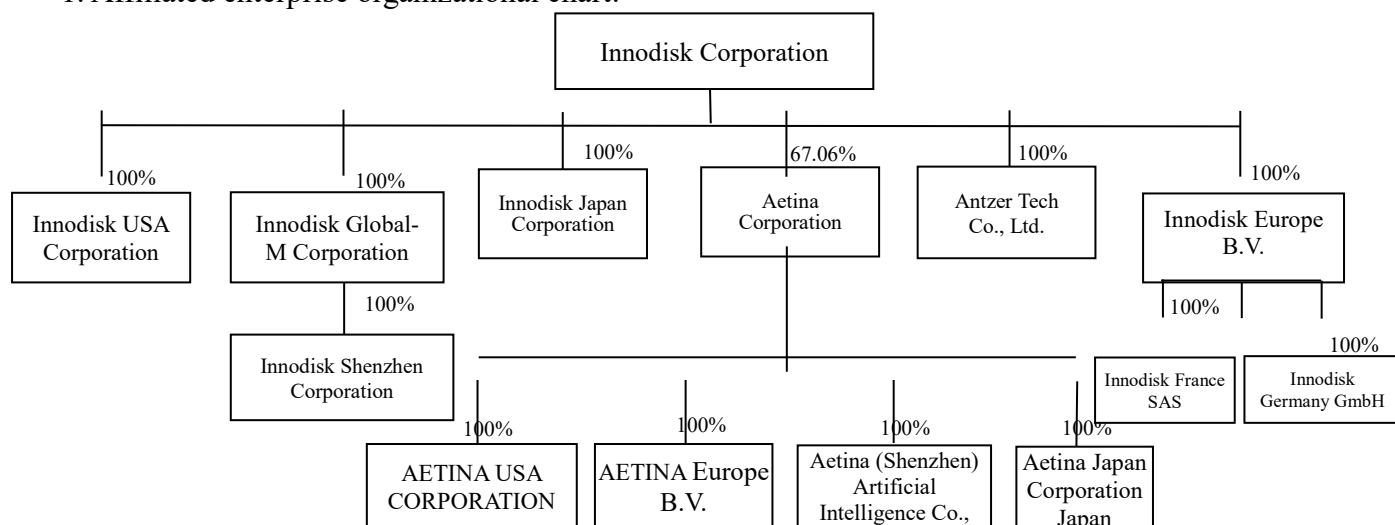 1. Affiliated enterprise organizational chart:
Innodisk Corporation
100%
100%
100%
67.06%
100%
100%
Innodisk USA
Corporation
Innodisk Global-
M Corporation
Innodisk Japan
Corporation
Aetina
Corporation
Antzer Tech
Co., Ltd.
Innodisk Europe
B.V.
100%
100%
100%
Innodisk Shenzhen
Corporation
Innodisk France
SAS
Innodisk
Germany GmbH
100%
100%
100%
100%
AETINA USA
CORPORATION
AETINA Europe
B.V.
Aetina (Shenzhen)
Artificial
Intelligence Co.,
Aetina Japan
Corporation
Japan